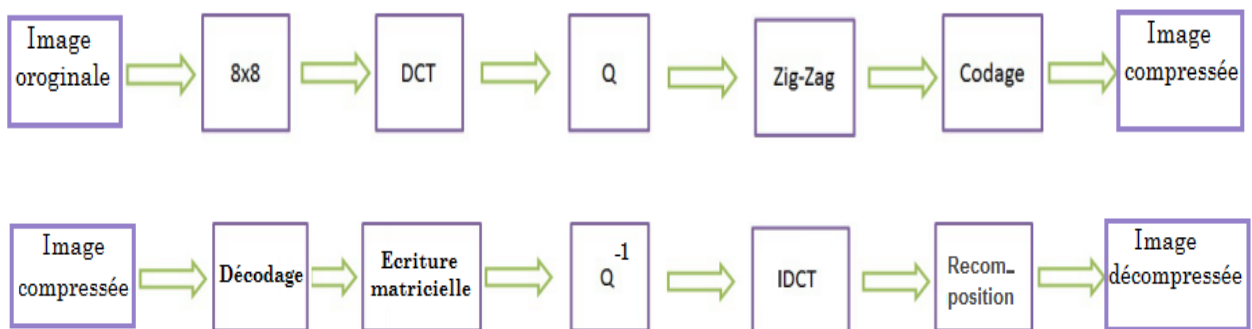 Image
oroginale
8x8
DCT
Q
Zig-Zag
Codage
Image
compressée
Image
compressée
Décodage
Ecriture
matricielle
Q-1
IDCT
Recom_
position
Image
décompressée